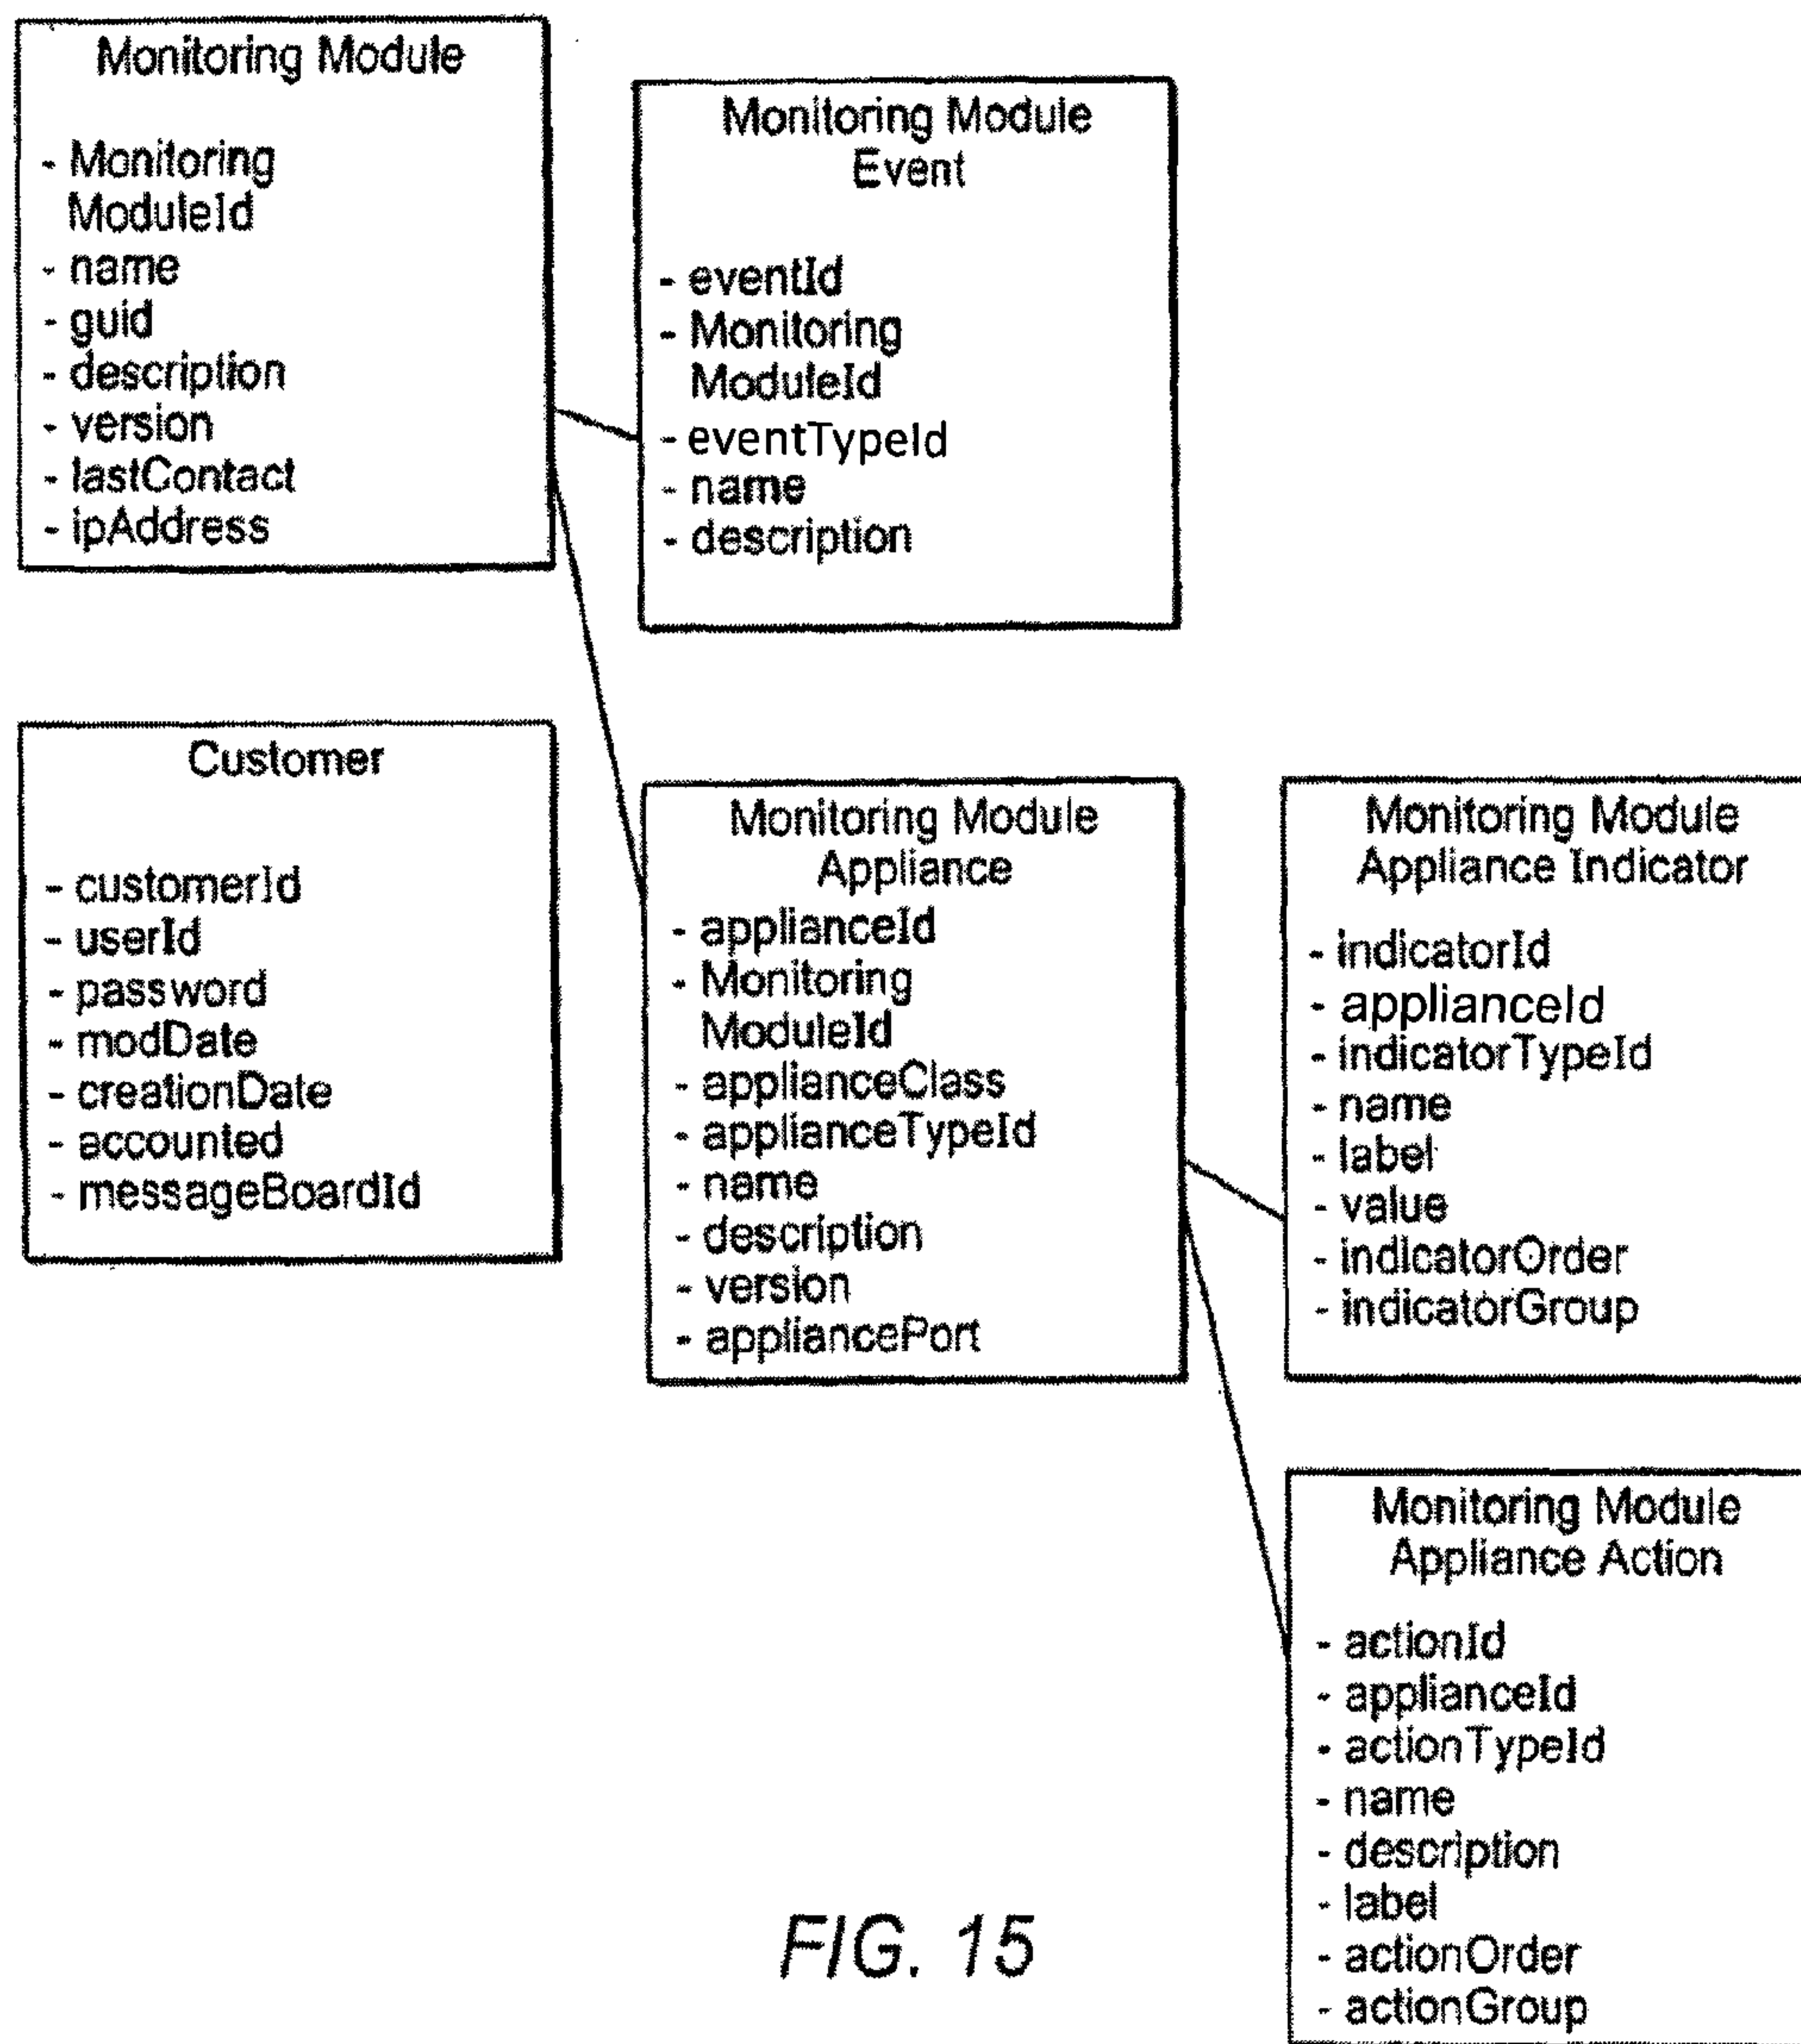 Monitoring Module
- Monitoring
ModuleId
- name
- guid
- description
- version
- lastContact
- ipAddress
Monitoring Module
Event
- eventId
- Monitoring
ModuleId
- eventTypeId
- name
- description
Customer
- customerId
- userId
- password
- modDate
- creationDate
- accounted
- messageBoardId
Monitoring Module
Appliance
- applianceId
- Monitoring
ModuleId
- applianceClass
- applianceTypeId
- name
- description
- version
- appliancePort
Monitoring Module
Appliance Indicator
- indicatorId
- applianceId
- indicatorTypeId
- name
- label
- value
- indicatorOrder
- indicatorGroup
Monitoring Module
Appliance Action
- actionId
- applianceId
- actionTypeId
- name
- description
- label
- actionOrder
- actionGroup
FIG. 15